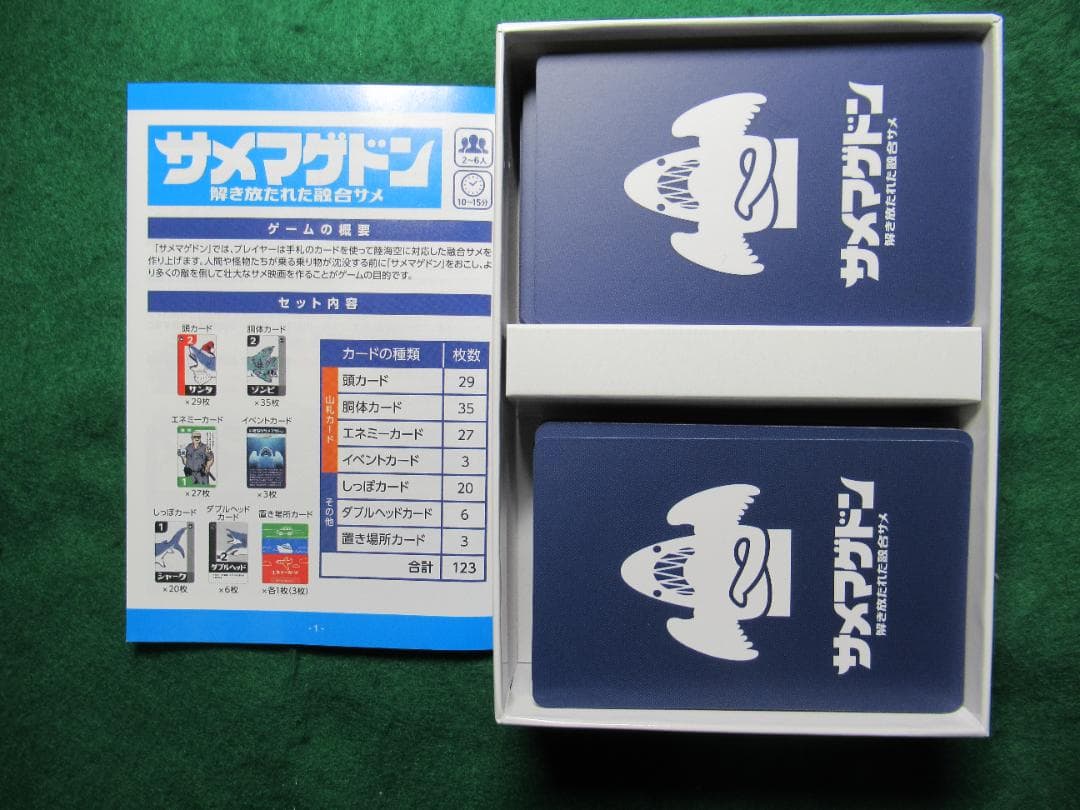 サメマゲドン
解き放たれた融合サメ
2~6人
10~15分
ゲームの概要
「サメマゲドン」では、プレイヤーは手札のカードを使って陸海空に対応した融合サメを
作り上げます。人間や怪物たちが乗る乗り物が沈没する前に「サメマゲドン」をおこし、よ
り多くの敵を倒して壮大なサメ映画を作ることがゲームの目的です。
セット内容
頭カード
2
サンタ
×29枚
胴体カード
2
ゾンビ
×35枚
エネミーカード
1
×27枚
イベントカード
×3枚
しっぽカード
1
シャーク
×20枚
ダブルヘッド
カード
×2
ダブルヘッド
×6枚
置き場所カード
×各1枚(3枚)
カードの種類 枚数
山札カード
頭カード 29
胴体カード 35
エネミーカード 27
イベントカード 3
その他
しっぽカード 20
ダブルヘッドカード 6
置き場所カード 3
合計 123
-1-
サメマゲドン
解き放たれた融合サメ
サメマゲドン
解き放たれた融合サメ